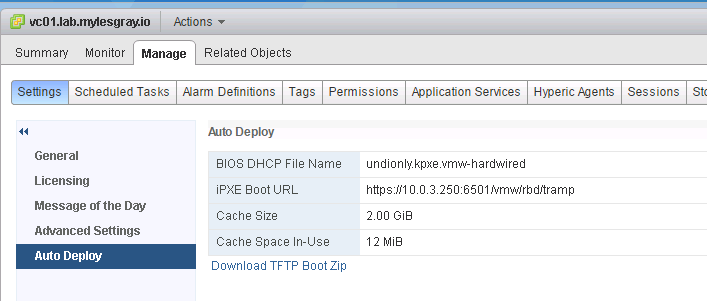 vc01.lab.mylesgray.io Actions
Summary Monitor Manage Related Objects
Settings Scheduled Tasks Alarm Definitions Tags Permissions Application Services Hyperic Agents Sessions Sto
Auto Deploy
General
Licensing
Message of the Day
Advanced Settings
Auto Deploy
BIOS DHCP File Name undionly.kpxe.vmw-hardwired
iPXE Boot URL https://10.0.3.250:6501/vmw/rbd/tramp
Cache Size 2.00 GiB
Cache Space In-Use 12 MiB
Download TFTP Boot Zip